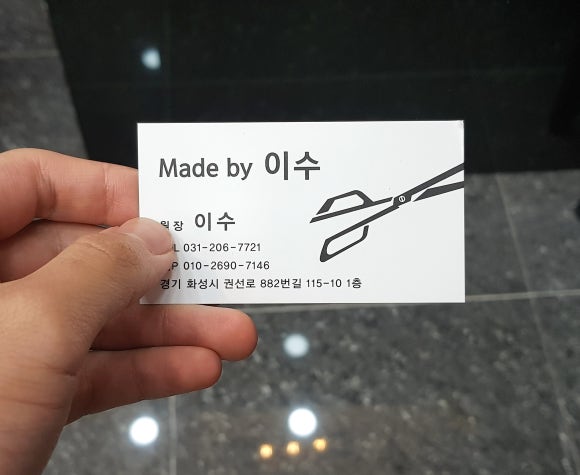 Made by 이수
원장 이수
031-206-7721
P 010-2690-7146
경기 화성시 권선로 882번길 115-10 1층